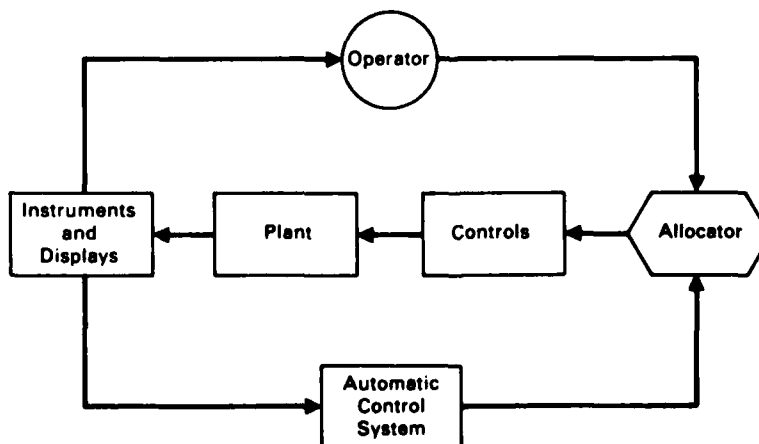 Operator
Instruments
and
Displays
Plant
Controls
Allocator
Automatic
Control
System